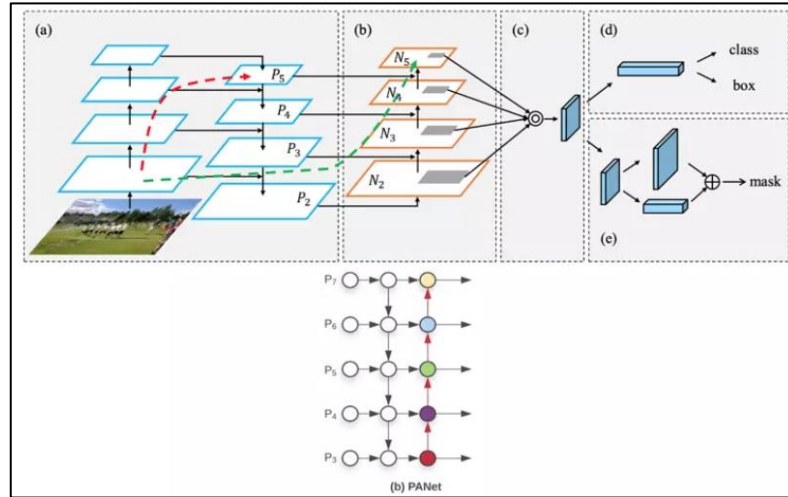 (a)
P5
P4
P3
P2
(b)
N5
N4
N3
N2
(c)
(d)
class
box
mask
(e)
P7
P6
P5
P4
P3
(b) PANet